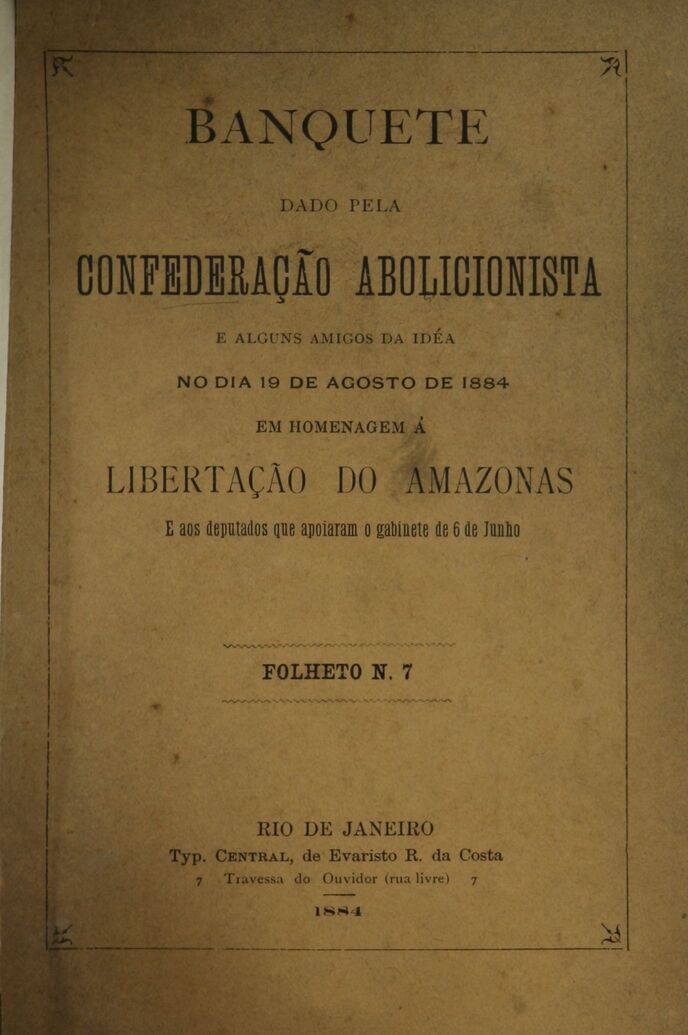 BANQUETE
DADO PELA
CONFEDERAÇÃO ABOLICIONISTA
E ALGUNS AMIGOS DA IDÉA
NO DIA 19 DE AGOSTO DE 1884
EM HOMENAGEM Á
LIBERTAÇÃO DO AMAZONAS
E aos deputados que apoiaram o gabinete de 6 de Junho
FOLHETO N. 7
RIO DE JANEIRO
Typ. CENTRAL, de Evaristo R. da Costa
7 Travessa do Ouvidor (rua livre) 7
1884